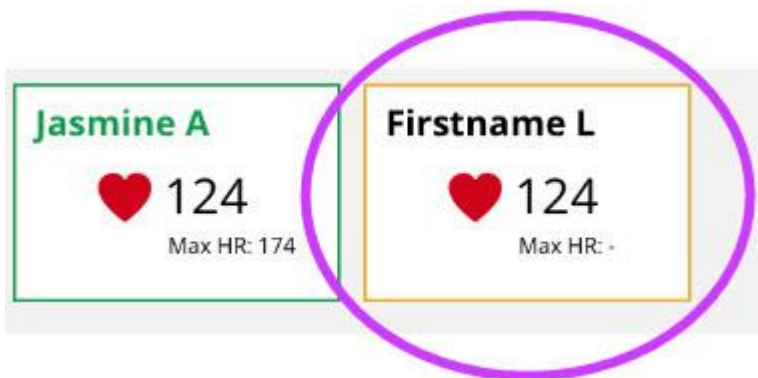 Jasmine A
124
Max HR: 174
Firstname L
124
Max HR: -